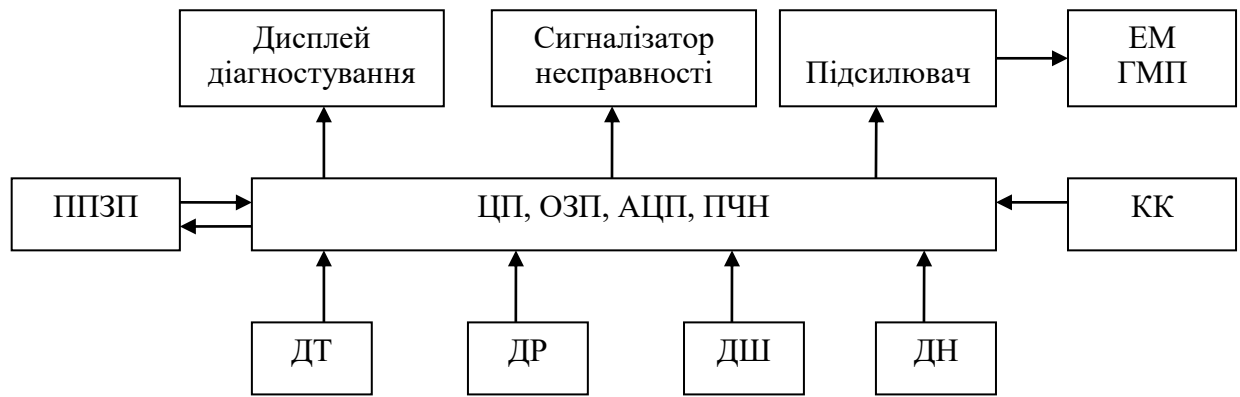 Дисплей
діагностування
Сигналізатор
несправності
Підсилювач
ЕМ
ГМП
ППЗП
ЦП, ОЗП, АЦП, ПЧН
КК
ДТ
ДР
ДШ
ДН